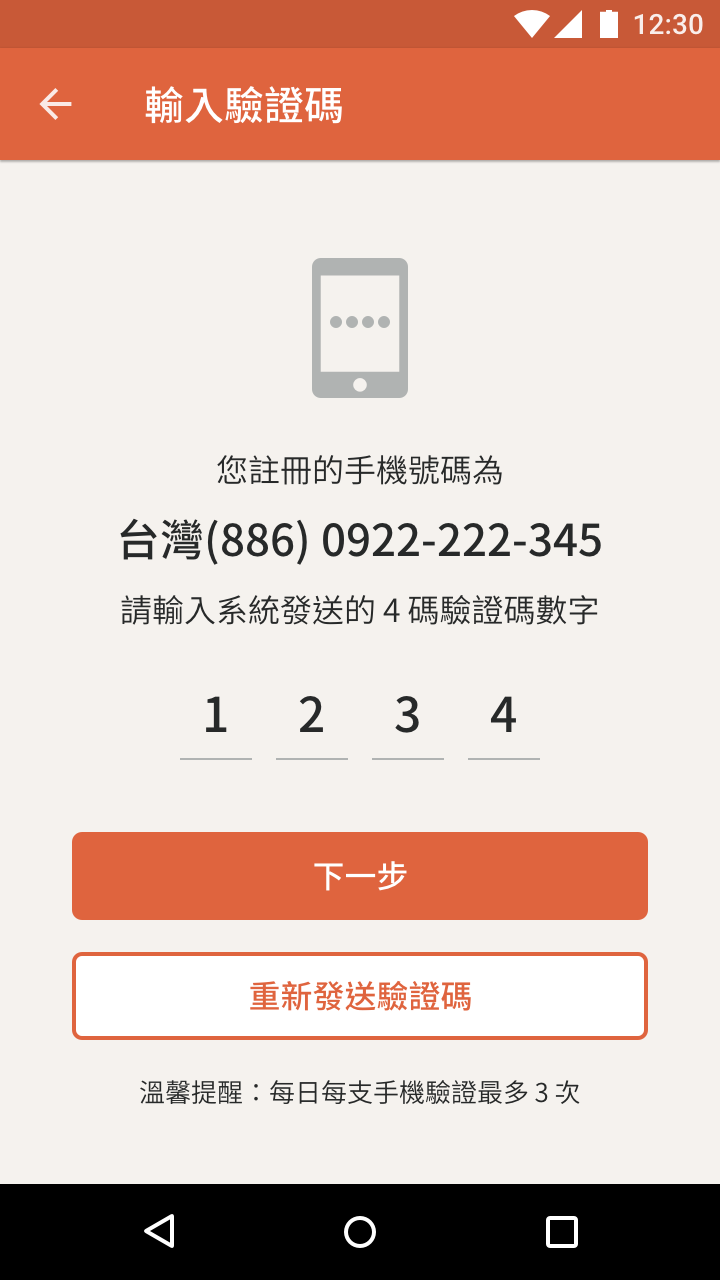 12:30
輸入驗證碼
您註冊的手機號碼為
台灣(886) 0922-222-345
請輸入系統發送的 4 碼驗證碼數字
1 2 3 4
下一步
重新發送驗證碼
溫馨提醒：每日每支手機驗證最多 3 次